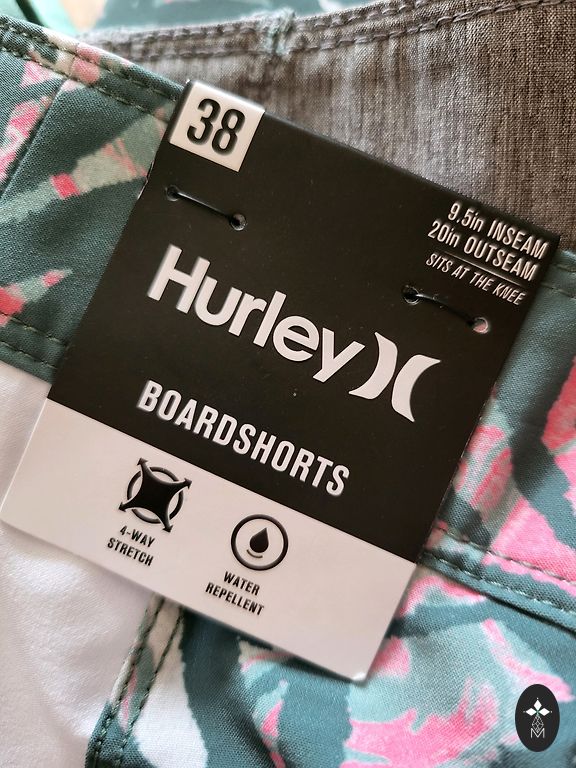 38
9.5in INSEAM
20in OUTSEAM
SITS AT THE KNEE
Hurley
BOARDSHORTS
4-WAY
STRETCH
WATER
REPELLENT
M